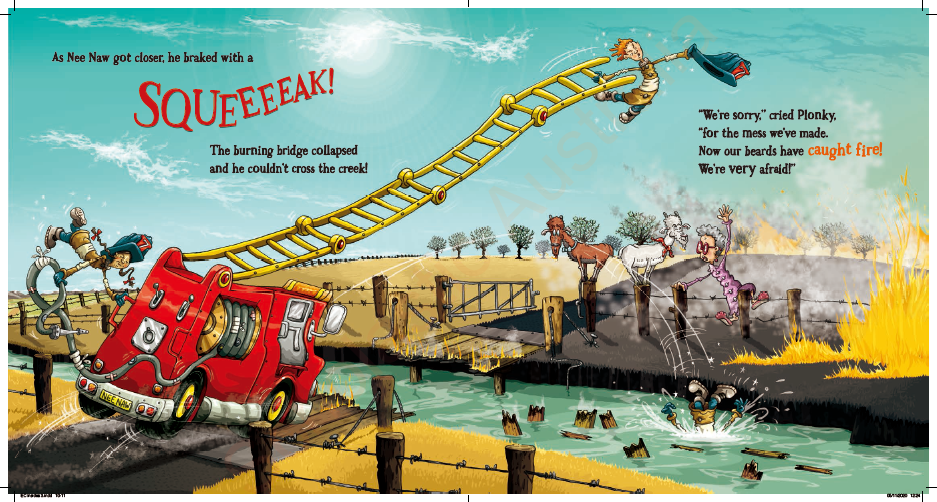 As Nee Naw got closer, he braked with a
SQUEEEEAK!
The burning bridge collapsed
and he couldn't cross the creek!
"We're sorry," cried Plonky,
"for the mess we've made.
Now our beards have caught fire!
We're very afraid!"
NEE NAW